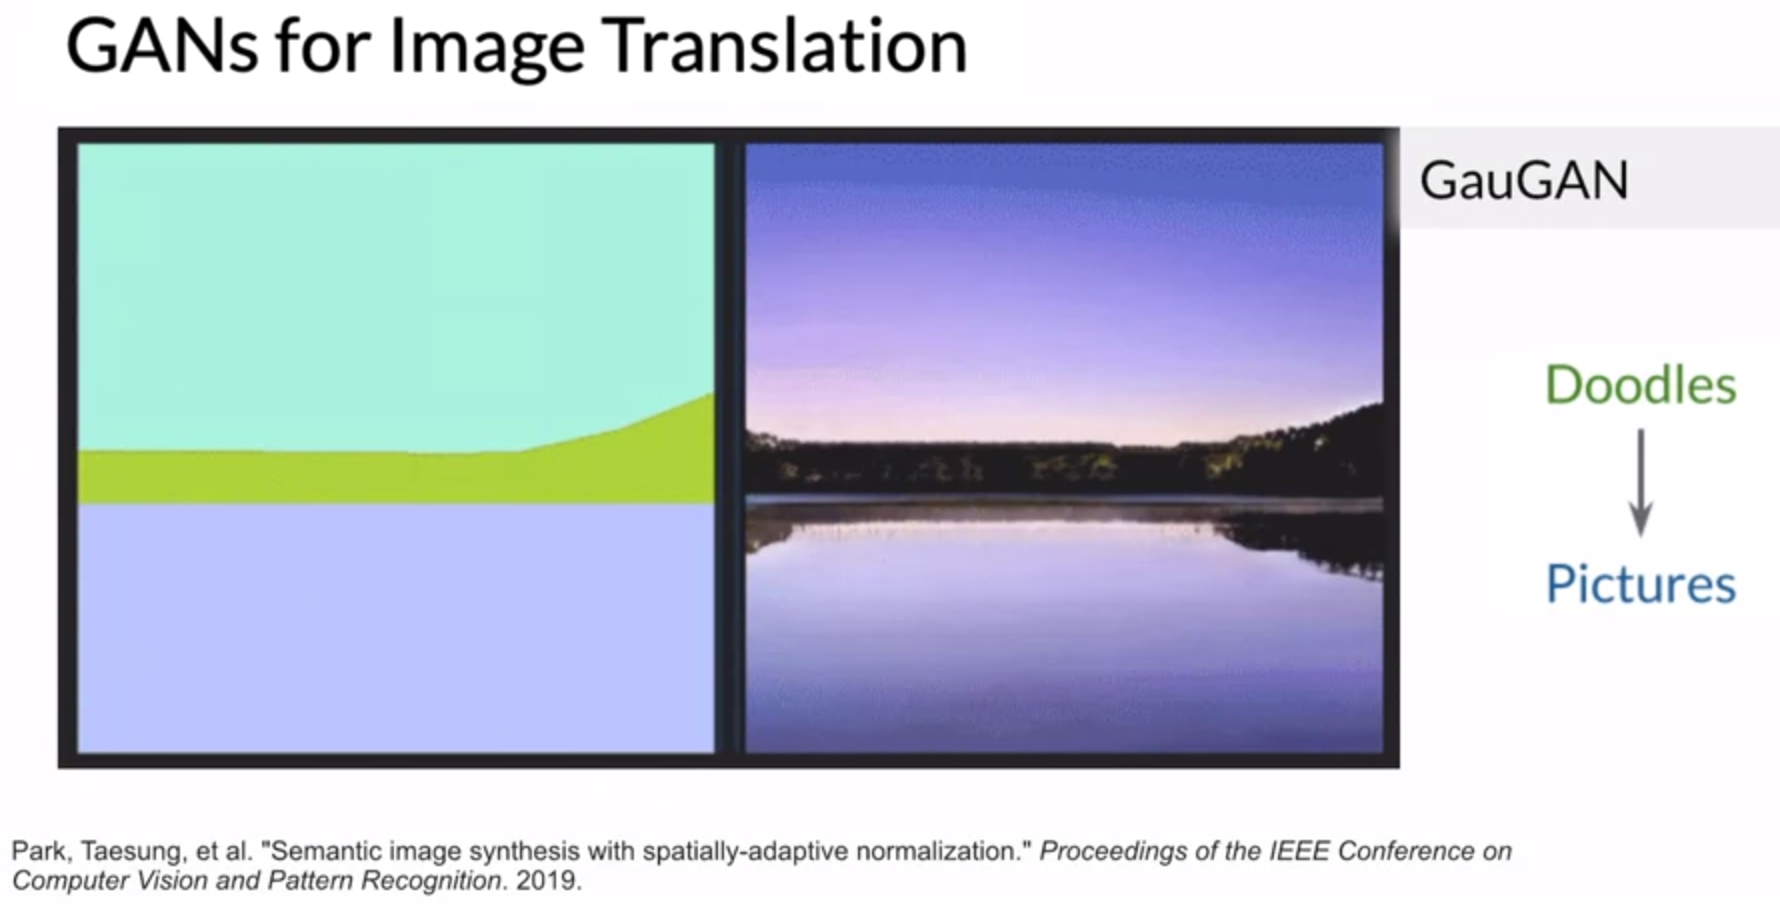 GANs for Image Translation
GauGAN
Doodles
Pictures
Park, Taesung, et al. "Semantic image synthesis with spatially-adaptive normalization." Proceedings of the IEEE Conference on
Computer Vision and Pattern Recognition. 2019.